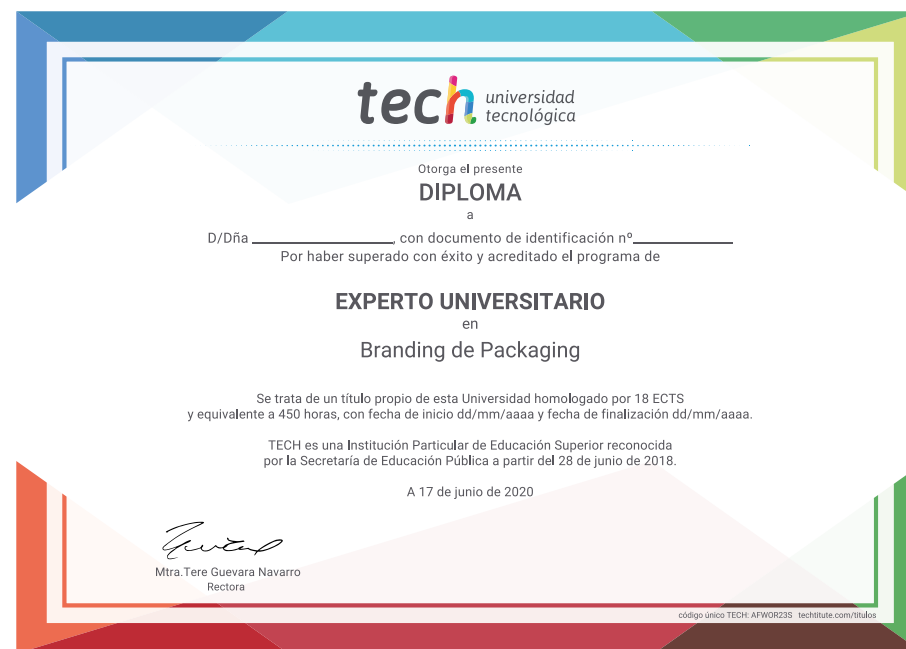 tech universidad
tecnológica
Otorga el presente
DIPLOMA
a
D/Dña ____________________, con documento de identificación nº______________
Por haber superado con éxito y acreditado el programa de
EXPERTO UNIVERSITARIO
en
Branding de Packaging
Se trata de un título propio de esta Universidad homologado por 18 ECTS
y equivalente a 450 horas, con fecha de inicio dd/mm/aaaa y fecha de finalización dd/mm/aaaa.
TECH es una Institución Particular de Educación Superior reconocida
por la Secretaría de Educación Pública a partir del 28 de junio de 2018.
A 17 de junio de 2020
Mtra.Tere Guevara Navarro
Rectora
código único TECH: AFWOR23S techtitute.com/titulos